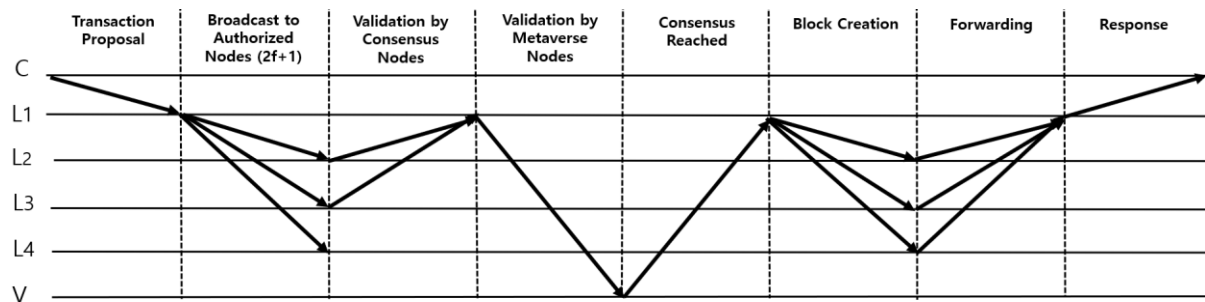 Transaction
Proposal
Broadcast to
Authorized
Nodes (2f+1)
Validation by
Consensus
Nodes
Validation by
Metaverse
Nodes
Consensus
Reached
Block Creation
Forwarding
Response
C
L1
L2
L3
L4
V